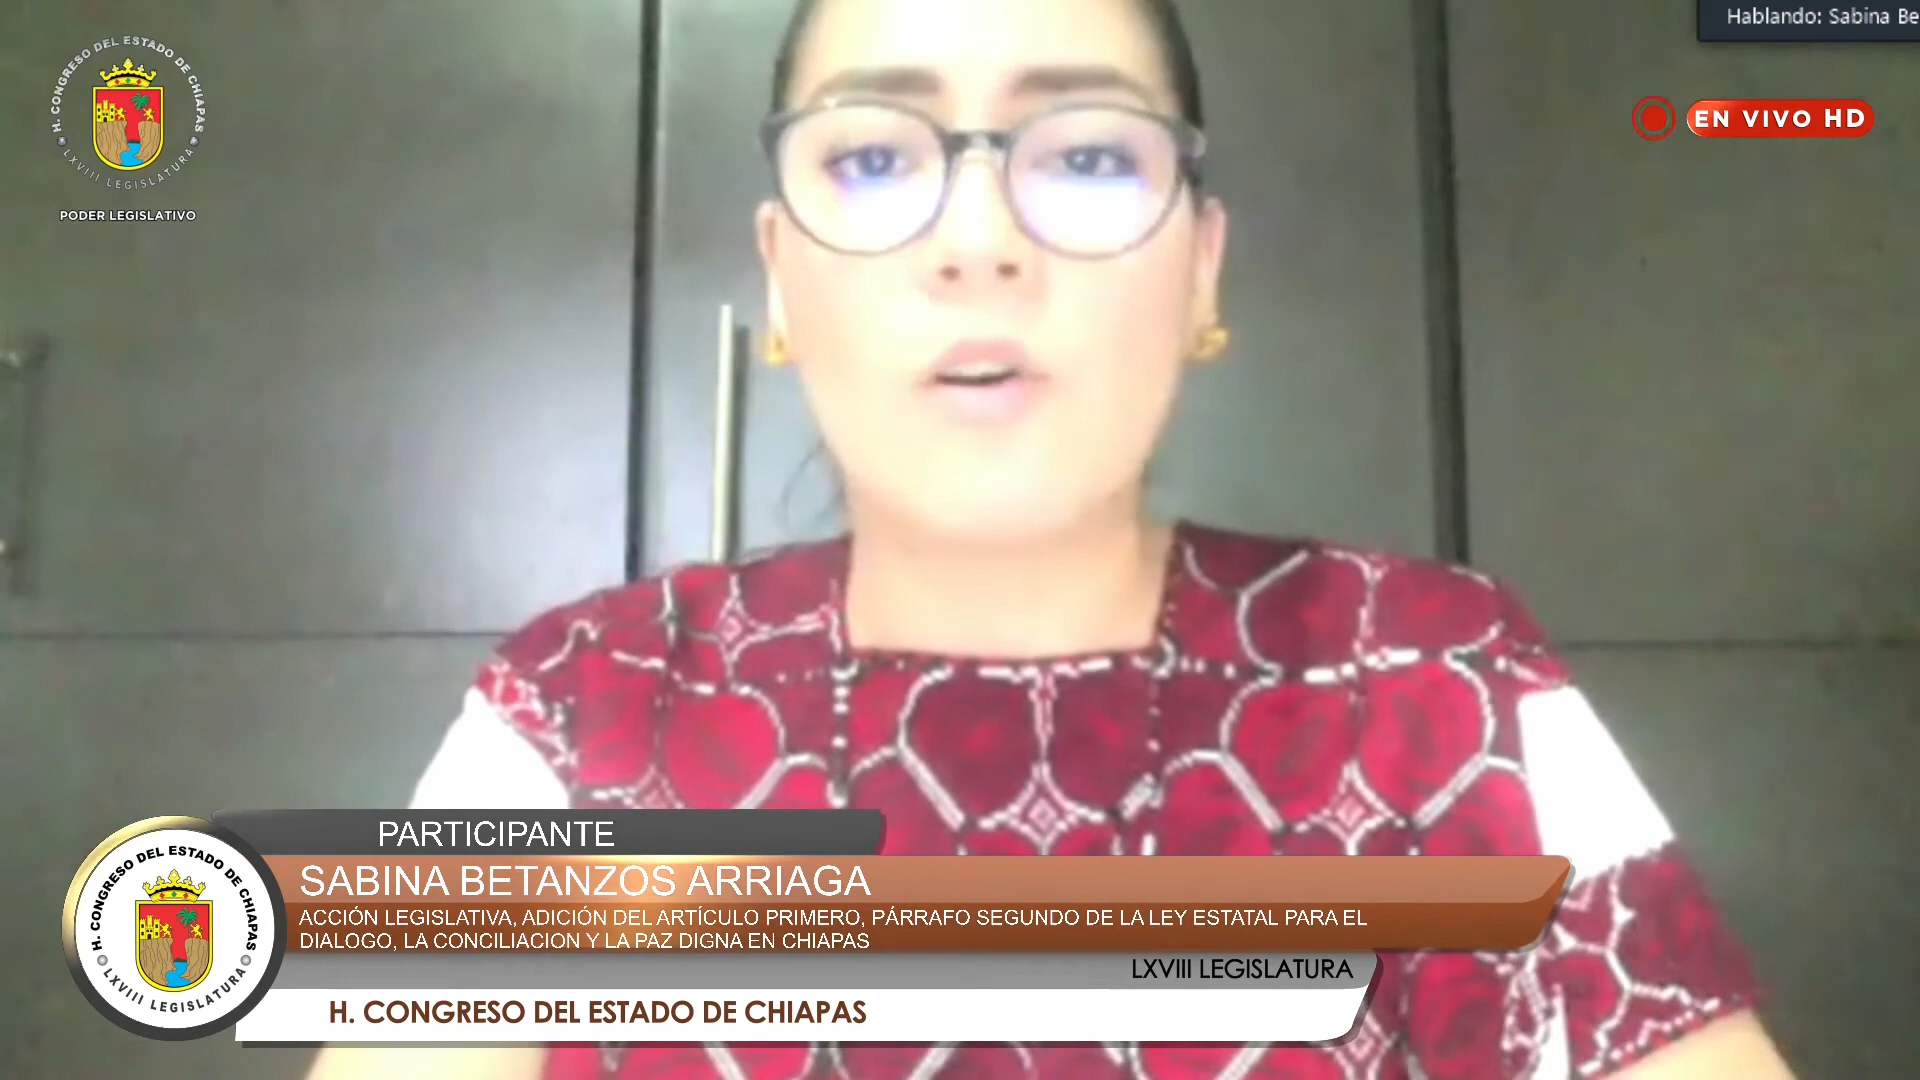 Hablando: Sabina Be
H. CONGRESO DEL ESTADO DE CHIAPAS
LXVIII LEGISLATURA
PODER LEGISLATIVO
EN VIVO HD
PARTICIPANTE
SABINA BETANZOS ARRIAGA
ACCIÓN LEGISLATIVA, ADICIÓN DEL ARTÍCULO PRIMERO, PÁRRAFO SEGUNDO DE LA LEY ESTATAL PARA EL
DIALOGO, LA CONCILIACION Y LA PAZ DIGNA EN CHIAPAS
LXVIII LEGISLATURA
H. CONGRESO DEL ESTADO DE CHIAPAS
H. CONGRESO DEL ESTADO DE CHIAPAS
LXVIII LEGISLATURA